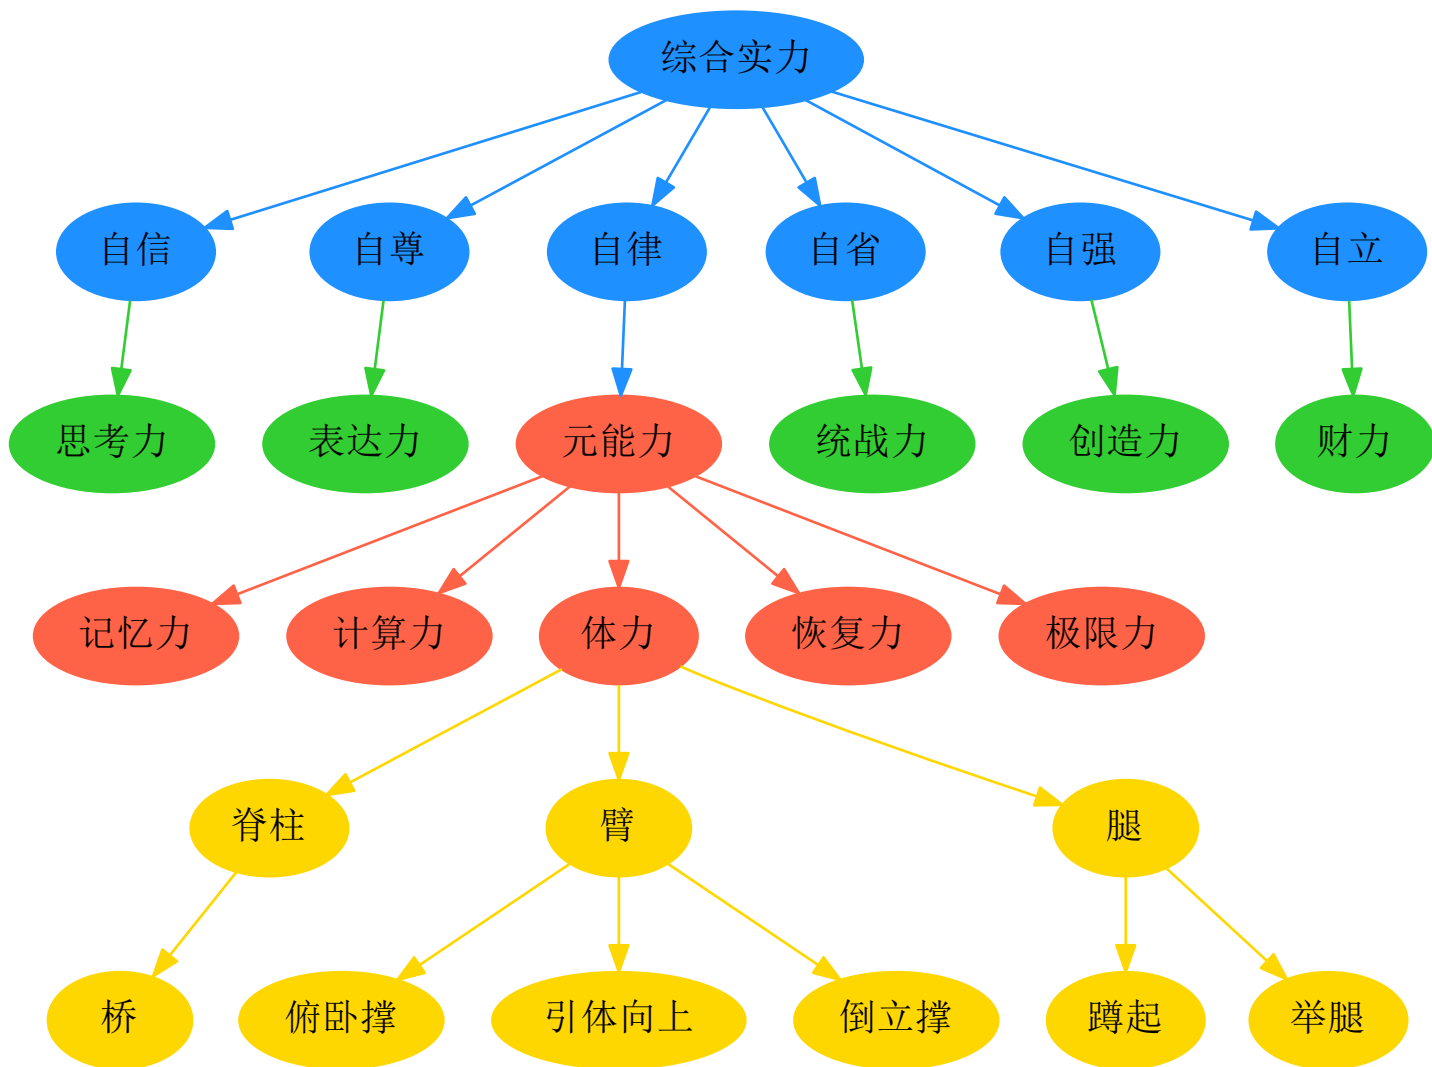 综合实力
自信
自尊
自律
自省
自强
自立
思考力
表达力
元能力
统战力
创造力
财力
记忆力
计算力
体力
恢复力
极限力
脊柱
臂
腿
桥
俯卧撑
引体向上
倒立撑
蹲起
举腿